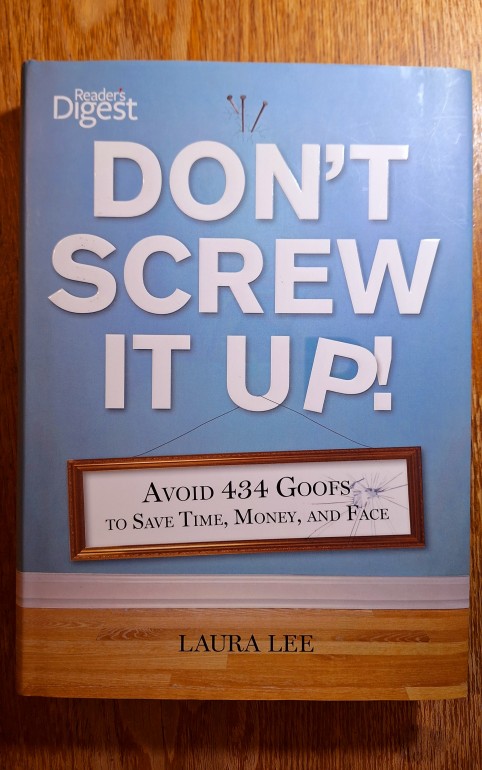 Reader's
Digest
DON'T
SCREW
IT UP!
AVOID 434 GOOFS
TO SAVE TIME, MONEY, AND FACE
LAURA LEE